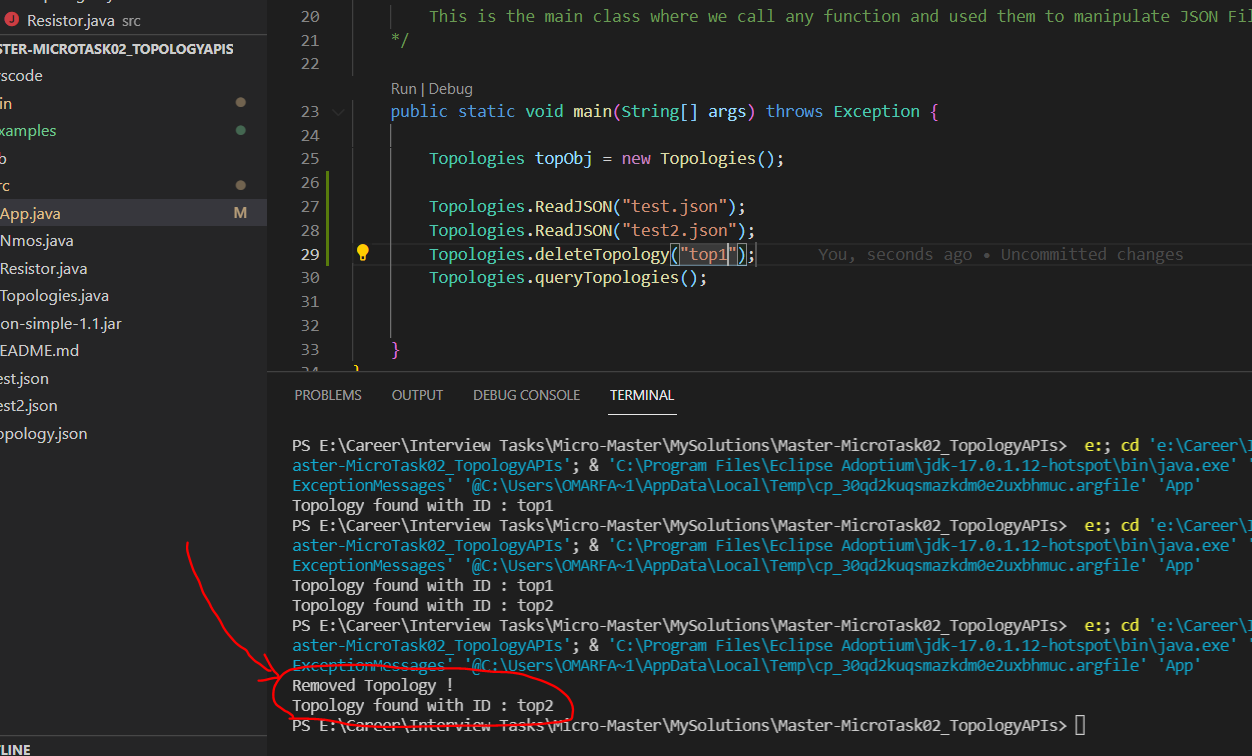 Resistor.java src
STER-MICROTASK02_TOPOLOGYAPIS
scode
in
xamples
b
rc
App.java M
Nmos.java
Resistor.java
Topologies.java
on-simple-1.1.jar
EADME.md
est.json
est2.json
opology.json
LINE
20 This is the main class where we call any function and used them to manipulate JSON Fil
21 */
22
Run | Debug
23 public static void main(String[] args) throws Exception {
24
25 Topologies topObj = new Topologies();
26
27 Topologies.ReadJSON("test.json");
28 Topologies.ReadJSON("test2.json");
29 Topologies.deleteTopology("top1"); You, seconds ago • Uncommitted changes
30 Topologies.queryTopologies();
31
32
33 }
34 }
PROBLEMS OUTPUT DEBUG CONSOLE TERMINAL
PS E:\Career\Interview Tasks\Micro-Master\MySolutions\Master-MicroTask02_TopologyAPIs> e:; cd 'e:\Career\I
aster-MicroTask02_TopologyAPIs'; & 'C:\Program Files\Eclipse Adoptium\jdk-17.0.1.12-hotspot\bin\java.exe' '
ExceptionMessages' '@C:\Users\OMARFA~1\AppData\Local\Temp\cp_30qd2kuqsmazkdm0e2uxbhmuc.argfile' 'App'
Topology found with ID : top1
PS E:\Career\Interview Tasks\Micro-Master\MySolutions\Master-MicroTask02_TopologyAPIs> e:; cd 'e:\Career\I
aster-MicroTask02_TopologyAPIs'; & 'C:\Program Files\Eclipse Adoptium\jdk-17.0.1.12-hotspot\bin\java.exe' '
ExceptionMessages' '@C:\Users\OMARFA~1\AppData\Local\Temp\cp_30qd2kuqsmazkdm0e2uxbhmuc.argfile' 'App'
Topology found with ID : top1
Topology found with ID : top2
PS E:\Career\Interview Tasks\Micro-Master\MySolutions\Master-MicroTask02_TopologyAPIs> e:; cd 'e:\Career\I
aster-MicroTask02_TopologyAPIs'; & 'C:\Program Files\Eclipse Adoptium\jdk-17.0.1.12-hotspot\bin\java.exe' '
ExceptionMessages' '@C:\Users\OMARFA~1\AppData\Local\Temp\cp_30qd2kuqsmazkdm0e2uxbhmuc.argfile' 'App'
Removed Topology !
Topology found with ID : top2
PS E:\Career\Interview Tasks\Micro-Master\MySolutions\Master-MicroTask02_TopologyAPIs>